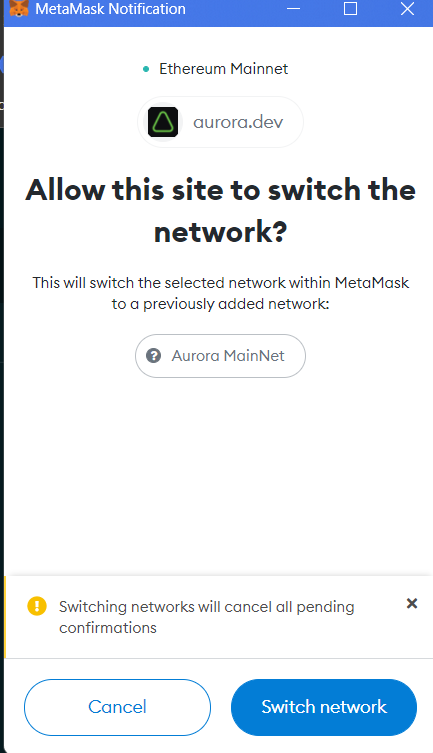 MetaMask Notification
Ethereum Mainnet
aurora.dev
Allow this site to switch the
network?
This will switch the selected network within MetaMask
to a previously added network:
? Aurora MainNet
Switching networks will cancel all pending
confirmations
Cancel
Switch network